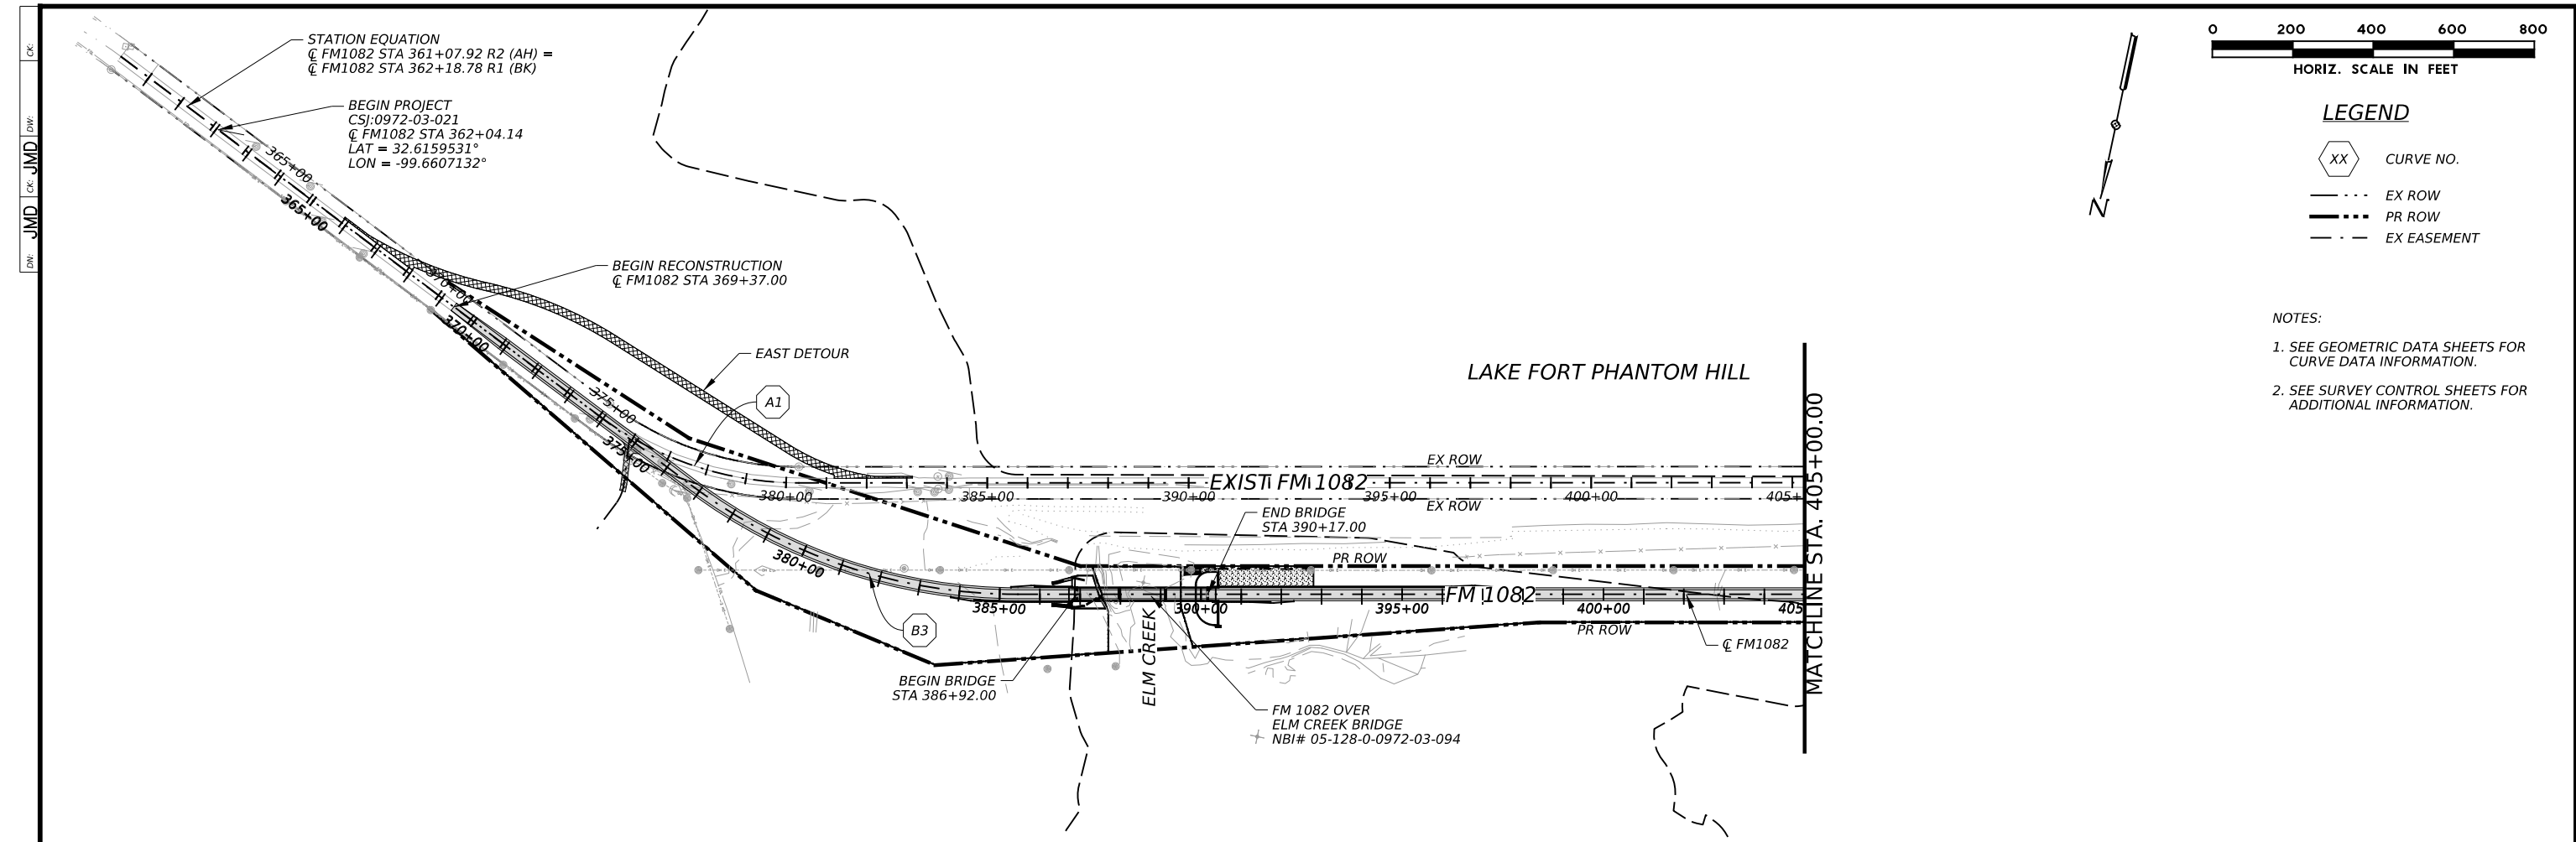 STATION EQUATION
℄ FM1082 STA 361+07.92 R2 (AH) =
℄ FM1082 STA 362+18.78 R1 (BK)
BEGIN PROJECT
CSJ:0972-03-021
℄ FM1082 STA 362+04.14
LAT = 32.6159531°
LON = -99.6607132°
BEGIN RECONSTRUCTION
℄ FM1082 STA 369+37.00
EAST DETOUR
A1
365+00
365+00
370+00
370+00
375+00
375+00
380+00
385+00
390+00
395+00
400+00
405+
EXIST FM 1082
EX ROW
EX ROW
LAKE FORT PHANTOM HILL
MATCHLINE STA. 405+00.00
END BRIDGE
STA 390+17.00
PR ROW
380+00
385+00
390+00
395+00
400+00
405
FM 1082
PR ROW
B3
℄ FM1082
BEGIN BRIDGE
STA 386+92.00
ELM CREEK
FM 1082 OVER
ELM CREEK BRIDGE
NBI# 05-128-0-0972-03-094
N
0 200 400 600 800
HORIZ. SCALE IN FEET
LEGEND
XX CURVE NO.
EX ROW
PR ROW
EX EASEMENT
NOTES:
1. SEE GEOMETRIC DATA SHEETS FOR
CURVE DATA INFORMATION.
2. SEE SURVEY CONTROL SHEETS FOR
ADDITIONAL INFORMATION.
CK:
DW:
JMD
CK:
JMD
DN: